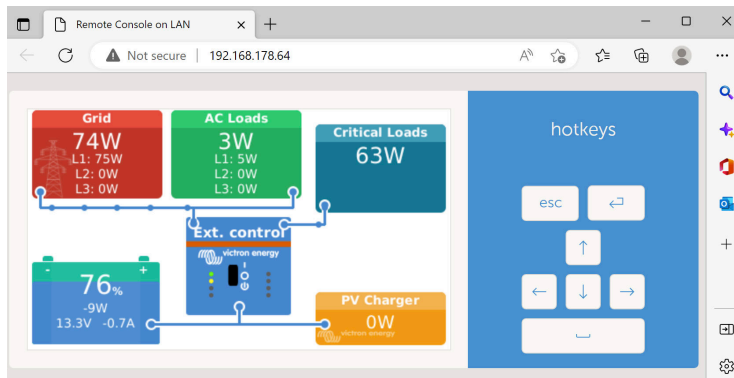 Remote Console on LAN
Not secure
192.168.178.64
Grid
74W
L1: 75W
L2: 0W
L3: 0W
AC Loads
3W
L1: 5W
L2: 0W
L3: 0W
Critical Loads
63W
Ext. control
victron energy
I
O
76%
- +
-9W
13.3V -0.7A
PV Charger
0W
victron energy
hotkeys
esc